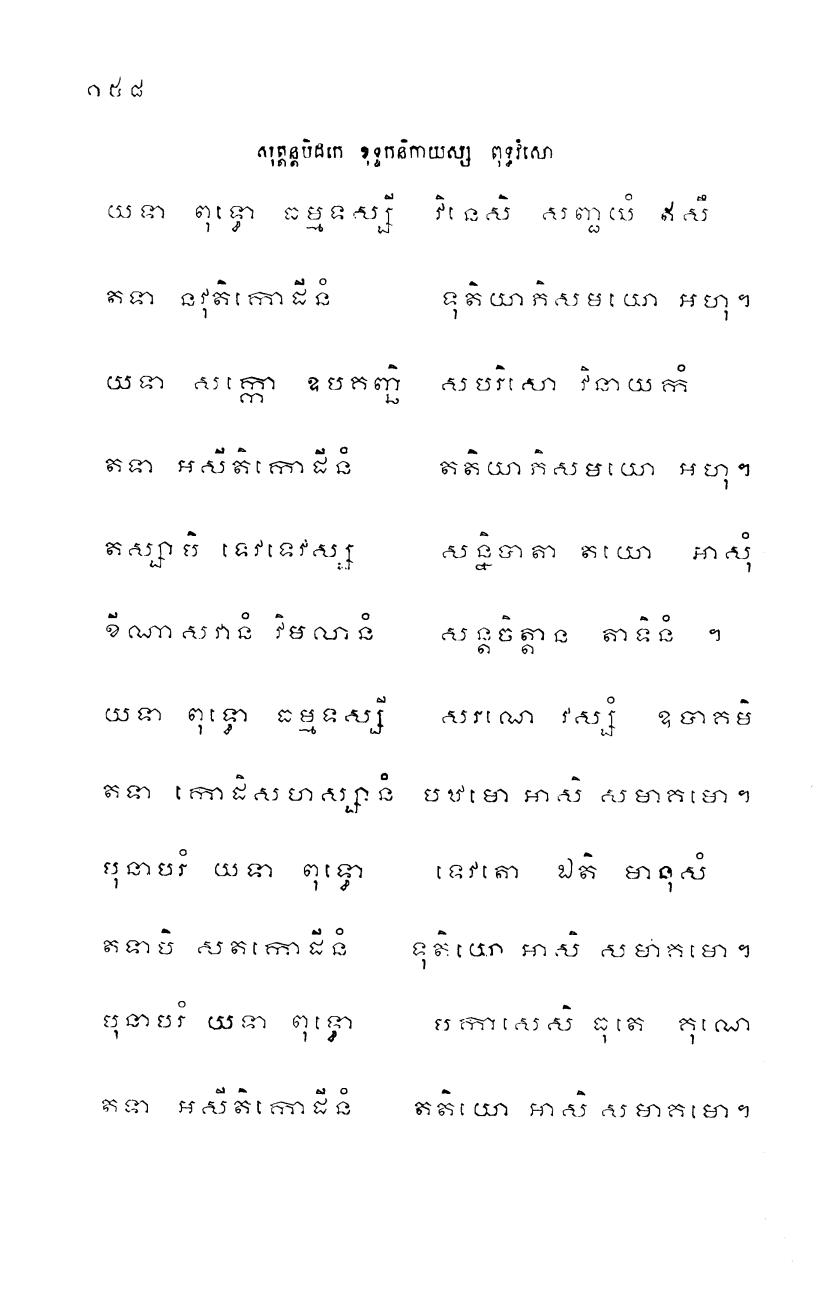 ១៥៨
សុត្តន្តបិដកេ ខុទ្ទកនិកាយស្ស ពុទ្ធវំសោ
យទា ពុទ្ធោ ធម្មទស្សី វិនេសិ សញ្ជយំ ឥសឹ
តទា នវុតិកោដីនំ ទុតិយាភិសមយោ អហុ។
យទា សក្កោ ឧបគញ្ឆិ សបរិសោ វិនាយកំ
តទា អសីតិកោដីនំ តតិយាភិសមយោ អហុ។
តស្សាបិ ទេវទេវស្ស សន្និបាតា តយោ អាសុំ
ខីណាសវានំ វិមលានំ សន្តចិត្តាន តាទិនំ ។
យទា ពុទ្ធោ ធម្មទស្សី សរណេ វស្សំ ឧបាគមិ
តទា កោដិសហស្សានំ បឋមោ អាសិ សមាគមោ។
បុនាបរំ យទា ពុទ្ធោ ទេវតោ ឯតិ មានុសំ
តទាបិ សតកោដីនំ ទុតិយោ អាសិ សមាគមោ។
បុនាបរំ យទា ពុទ្ធោ បកាសេសិ ធុតេ គុណេ
តទា អសីតិកោដីនំ តតិយោ អាសិ សមាគមោ។